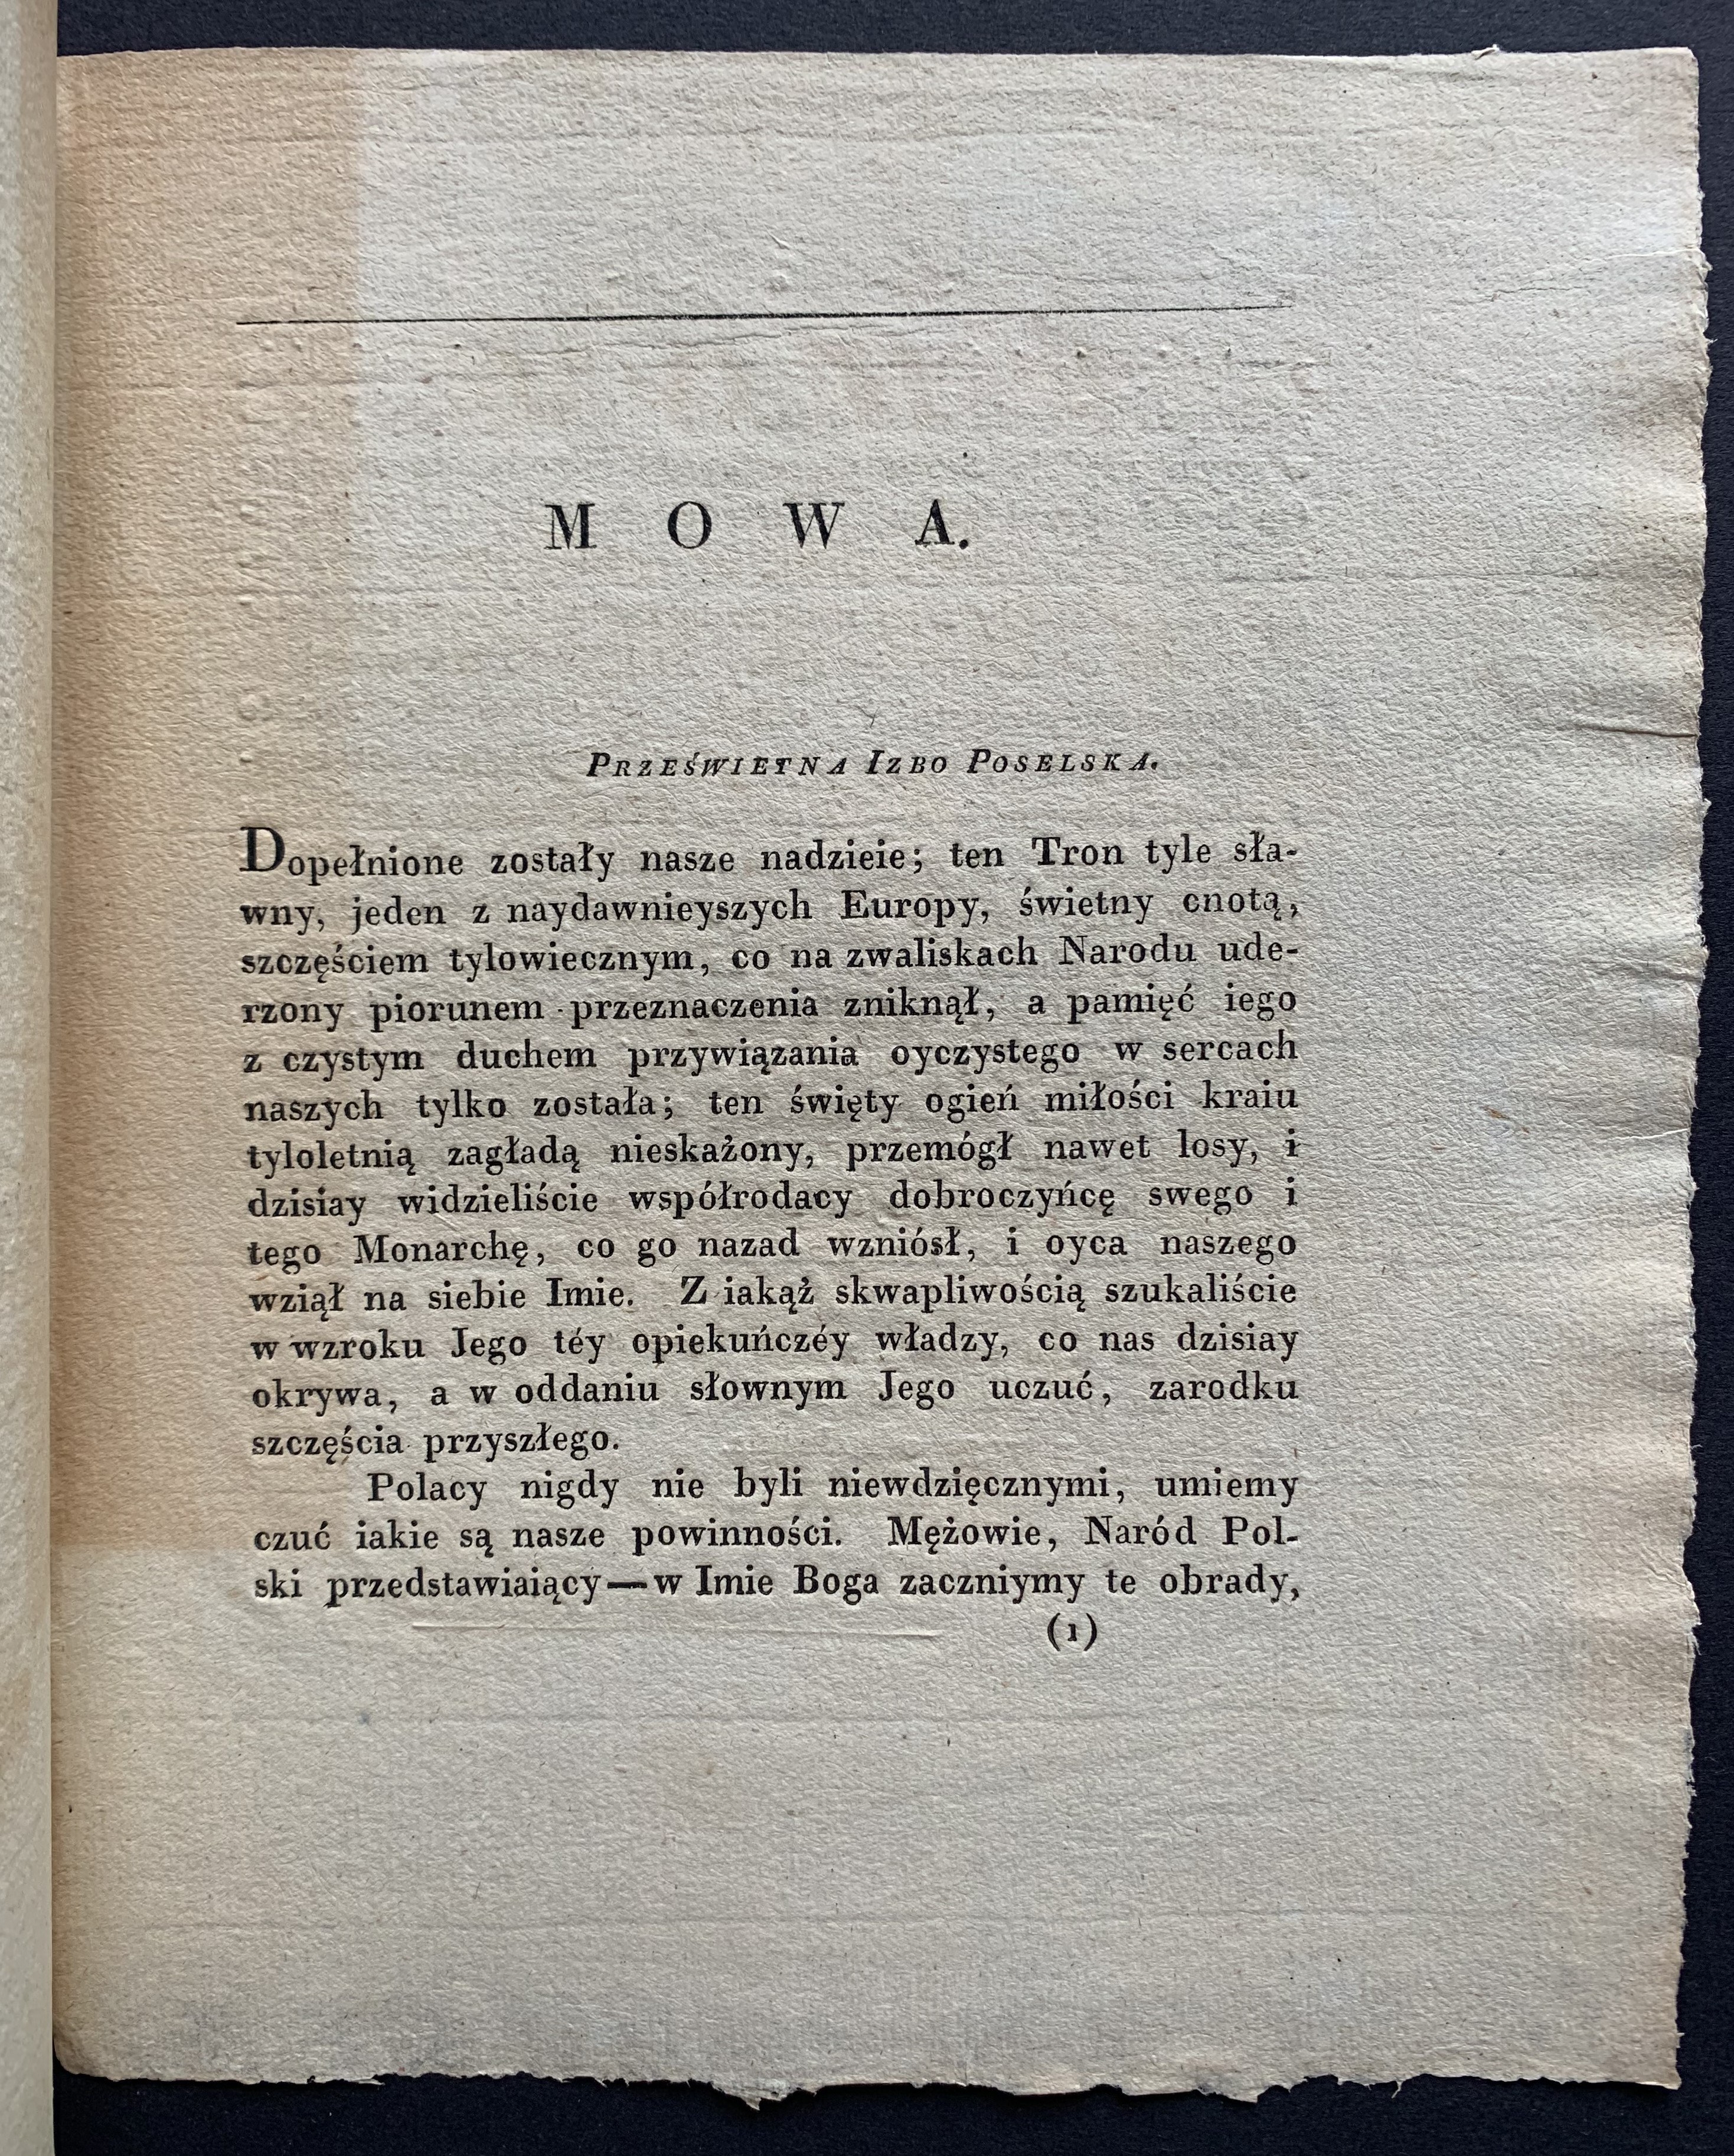 MOWA.
PRZEŚWIETNA IZBO POSELSKA.
Dopełnione zostały nasze nadzieie; ten Tron tyle sła-
wny, jeden z naydawnieyszych Europy, świetny cnotą,
szczęściem tylowiecznym, co na zwaliskach Narodu ude-
rzony piorunem przeznaczenia zniknął, a pamięć iego
z czystym duchem przywiązania oyczystego w sercach
naszych tylko została; ten święty ogień miłości kraiu
tyloletnią zagładą nieskażony, przemógł nawet losy, i
dzisiay widzieliście współrodacy dobroczyńcę swego i
tego Monarchę, co go nazad wzniósł, i oyca naszego
wziął na siebie Imie. Z iakąż skwapliwością szukaliście
w wzroku Jego téy opiekuńczéy władzy, co nas dzisiay
okrywa, a w oddaniu słownym Jego uczuć, zarodku
szczęścia przyszłego.
Polacy nigdy nie byli niewdzięcznymi, umiemy
czuć iakie są nasze powinności. Mężowie, Naród Pol-
ski przedstawiaiący—w Imie Boga zaczniymy te obrady,
(1)